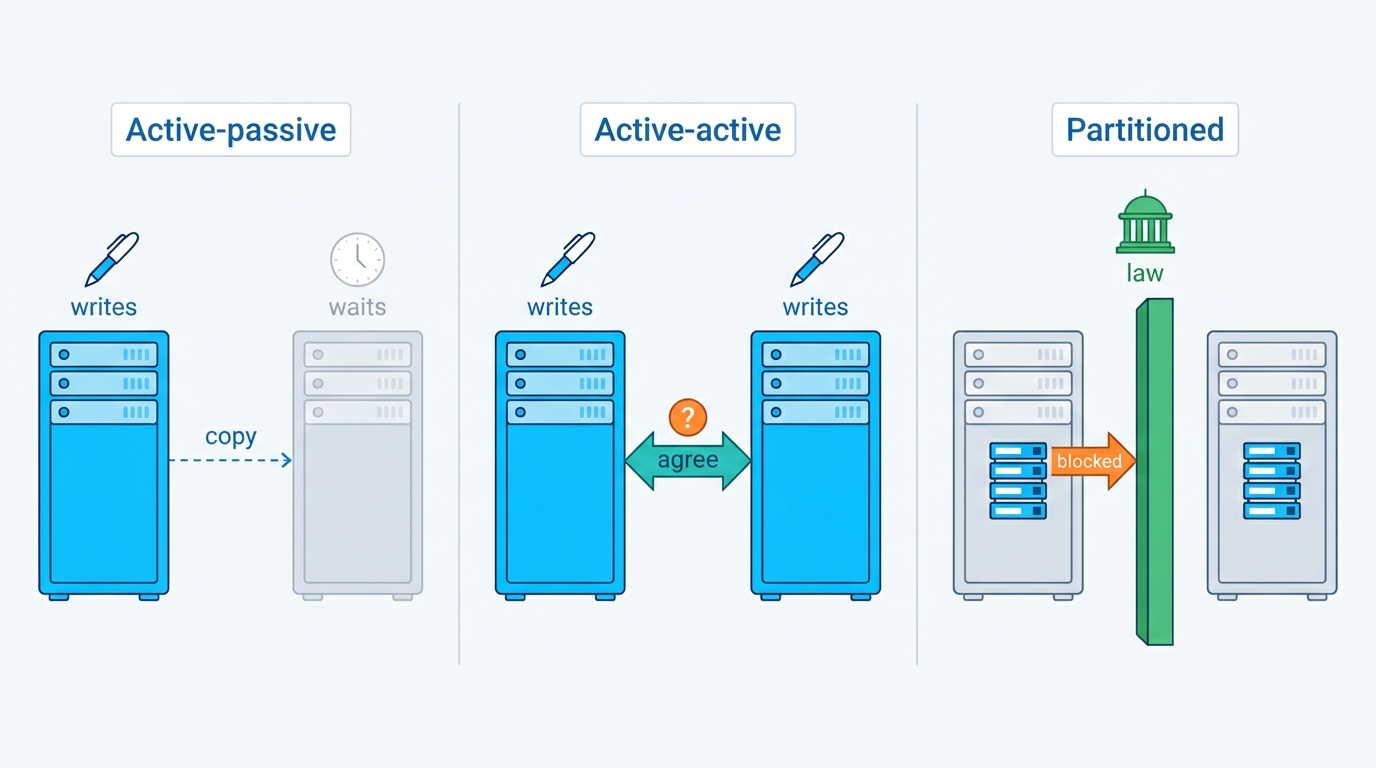 Active-passive
writes
waits
copy
Active-active
writes
writes
?
agree
Partitioned
law
blocked